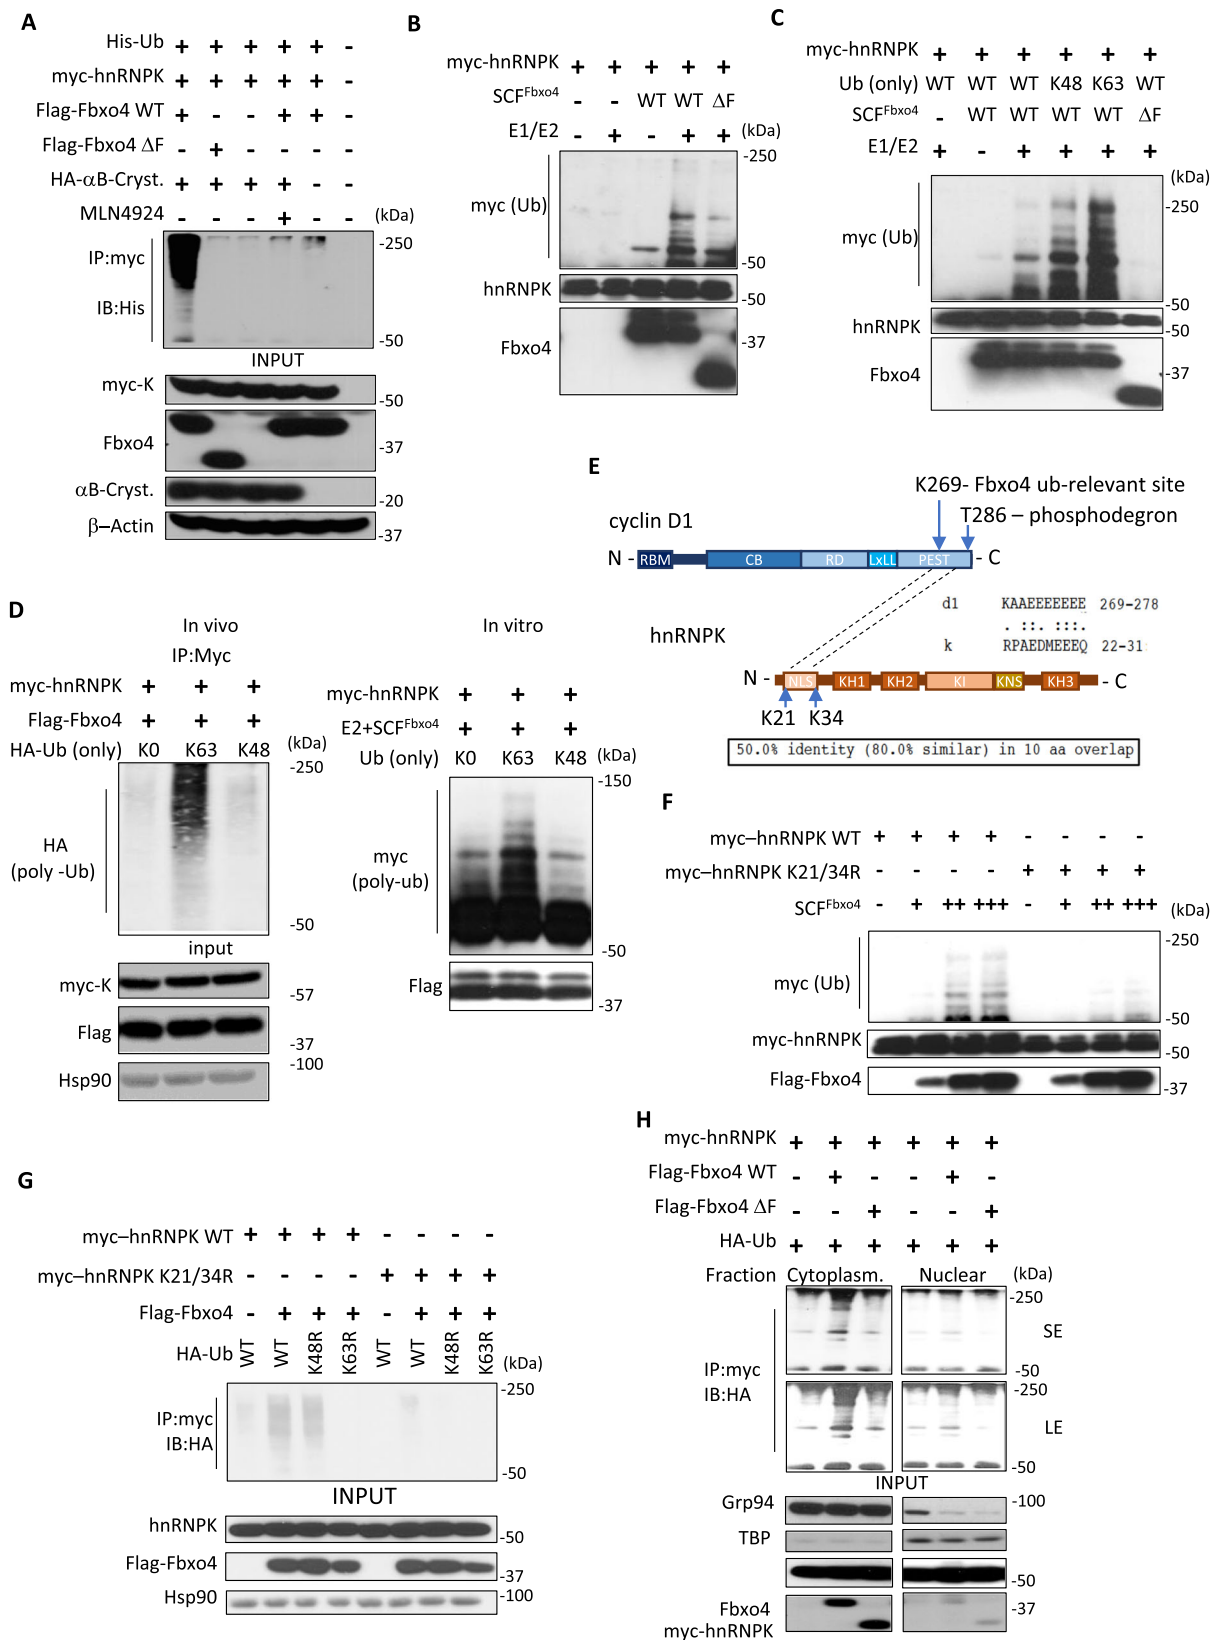 A
His-Ub + + + + + -
myc-hnRNPK + + + + + -
Flag-Fbxo4 WT + - - + + -
Flag-Fbxo4 ΔF - + - - - -
HA-αB-Cryst. + + + + - -
MLN4924 - - - + - - (kDa)
IP:myc
IB:His
-250
-50
INPUT
myc-K -50
Fbxo4 -37
αB-Cryst. -20
β–Actin -37
B
myc-hnRNPK + + + + +
SCFFbxo4 - - WT WT ΔF
E1/E2 - + - + + (kDa)
myc (Ub)
-250
-50
hnRNPK -50
Fbxo4 -37
C
myc-hnRNPK + + + + + +
Ub (only) WT WT WT K48 K63 WT
SCFFbxo4 - WT WT WT WT ΔF
E1/E2 + - + + + +
(kDa)
myc (Ub)
-250
-50
hnRNPK -50
Fbxo4 -37
D
In vivo
IP:Myc
myc-hnRNPK + + +
Flag-Fbxo4 + + +
HA-Ub (only) K0 K63 K48
(kDa)
-250
HA
(poly -Ub)
-50
input
myc-K -57
Flag -37
-100
Hsp90
In vitro
myc-hnRNPK + + +
E2+SCFFbxo4 + + +
Ub (only) K0 K63 K48 (kDa)
-150
myc
(poly-ub)
-50
Flag
-37
E
K269- Fbxo4 ub-relevant site
cyclin D1
T286 – phosphodegron
N - RBM CB RD LxLL PEST - C
d1 KAAEEEEEEE 269-278
. ::. :::.
k RPAEDMEEEQ 22-31
hnRNPK
N - NLS KH1 KH2 KI KNS KH3 - C
K21 K34
50.0% identity (80.0% similar) in 10 aa overlap
F
myc–hnRNPK WT + + + + - - - -
myc–hnRNPK K21/34R - - - - + + + +
SCFFbxo4 - + ++ +++ - + ++ +++ (kDa)
myc (Ub)
-250
-50
myc-hnRNPK -50
Flag-Fbxo4 -37
G
myc–hnRNPK WT + + + + - - - -
myc–hnRNPK K21/34R - - - - + + + +
Flag-Fbxo4 - + + + - + + +
HA-Ub WT WT K48R K63R WT WT K48R K63R (kDa)
-250
IP:myc
IB:HA
-50
INPUT
hnRNPK -50
Flag-Fbxo4 -37
Hsp90 -100
H
myc-hnRNPK + + + + + +
Flag-Fbxo4 WT - + - - + -
Flag-Fbxo4 ΔF - - + - - +
HA-Ub + + + + + +
Fraction Cytoplasm. Nuclear (kDa)
-250
SE
IP:myc
-50
IB:HA
-250
LE
-50
INPUT
Grp94 -100
TBP
-50
Fbxo4 -37
myc-hnRNPK